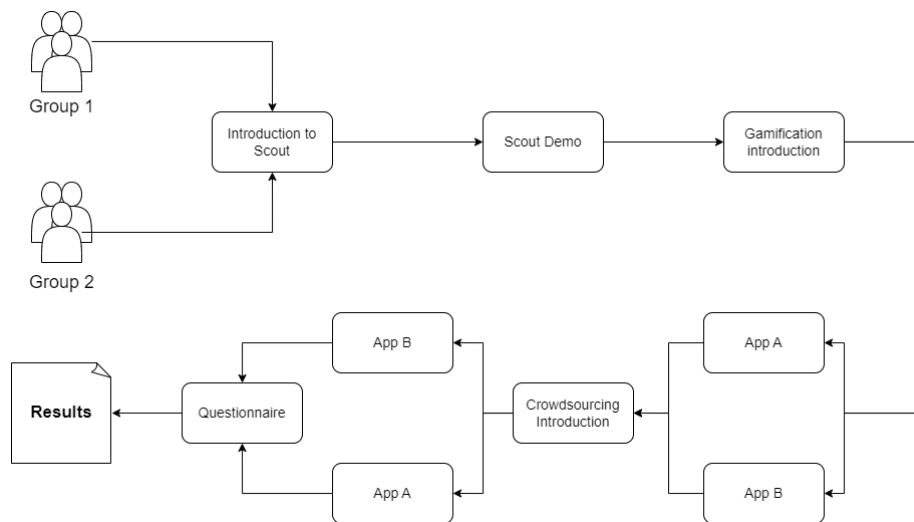 Group 1
Introduction to
Scout
Scout Demo
Gamification
introduction
Group 2
App B
App A
Results
Questionnaire
Crowdsourcing
Introduction
App A
App B